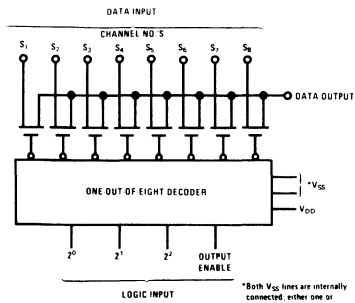 DATA INPUT
CHANNEL NO.'S
S1 S2 S3 S4 S5 S6 S7 S8
DATA OUTPUT
ONE OUT OF EIGHT DECODER
*VSS
VDD
2⁰ 2¹ 2² OUTPUT ENABLE
LOGIC INPUT
*Both VSS lines are internally
connected, either one or